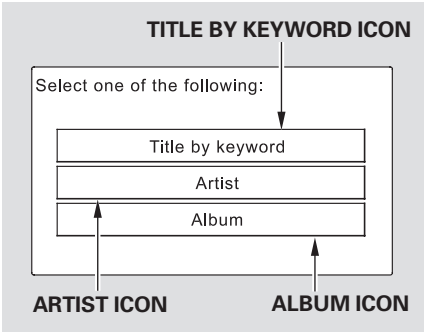 TITLE BY KEYWORD ICON
Select one of the following:
Title by keyword
Artist
Album
ARTIST ICON
ALBUM ICON